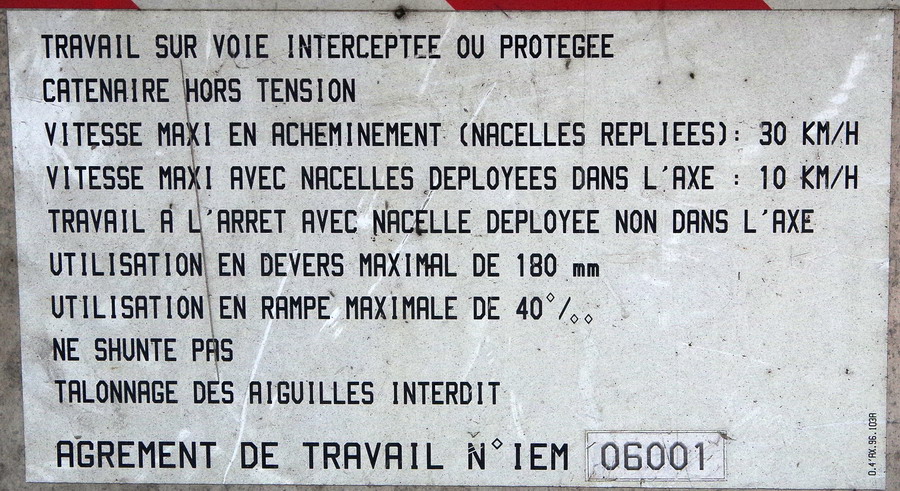 TRAVAIL SUR VOIE INTERCEPTEE OU PROTEGEE
CATENAIRE HORS TENSION
VITESSE MAXI EN ACHEMINEMENT (NACELLES REPLIEES): 30 KM/H
VITESSE MAXI AVEC NACELLES DEPLOYEES DANS L'AXE : 10 KM/H
TRAVAIL A L'ARRET AVEC NACELLE DEPLOYEE NON DANS L'AXE
UTILISATION EN DEVERS MAXIMAL DE 180 mm
UTILISATION EN RAMPE MAXIMALE DE 40‰
NE SHUNTE PAS
TALONNAGE DES AIGUILLES INTERDIT
AGREMENT DE TRAVAIL N° IEM 06001